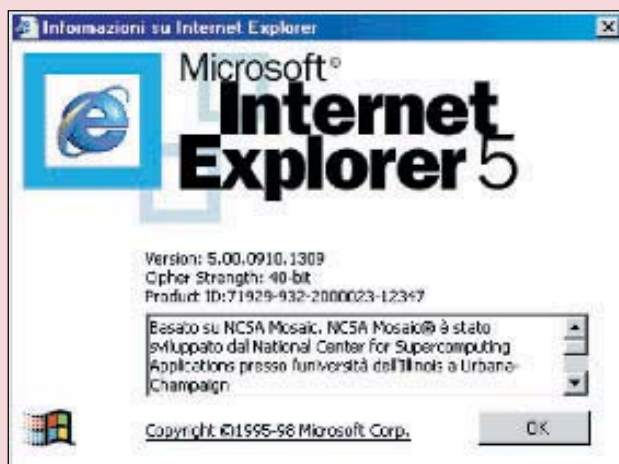 Informazioni su Internet Explorer
Microsoft®
Internet
Explorer 5
Version: 5.00.0910.1309
Cipher Strength: 40-bit
Product ID:71929-932-2000023-12347
Basato su NCSA Mosaic. NCSA Mosaic® è stato
sviluppato dal National Center for Supercomputing
Applications presso l'università dell'Illinois a Urbana-
Champaign
Copyright ©1995-98 Microsoft Corp.
OK